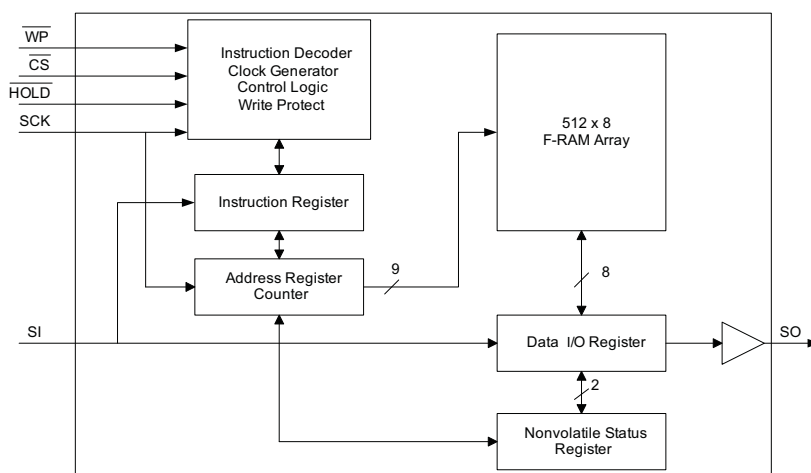 WP
CS
HOLD
SCK
Instruction Decoder
Clock Generator
Control Logic
Write Protect
512 x 8
F-RAM Array
Instruction Register
Address Register
Counter
9
8
SI
Data I/O Register
SO
2
Nonvolatile Status
Register